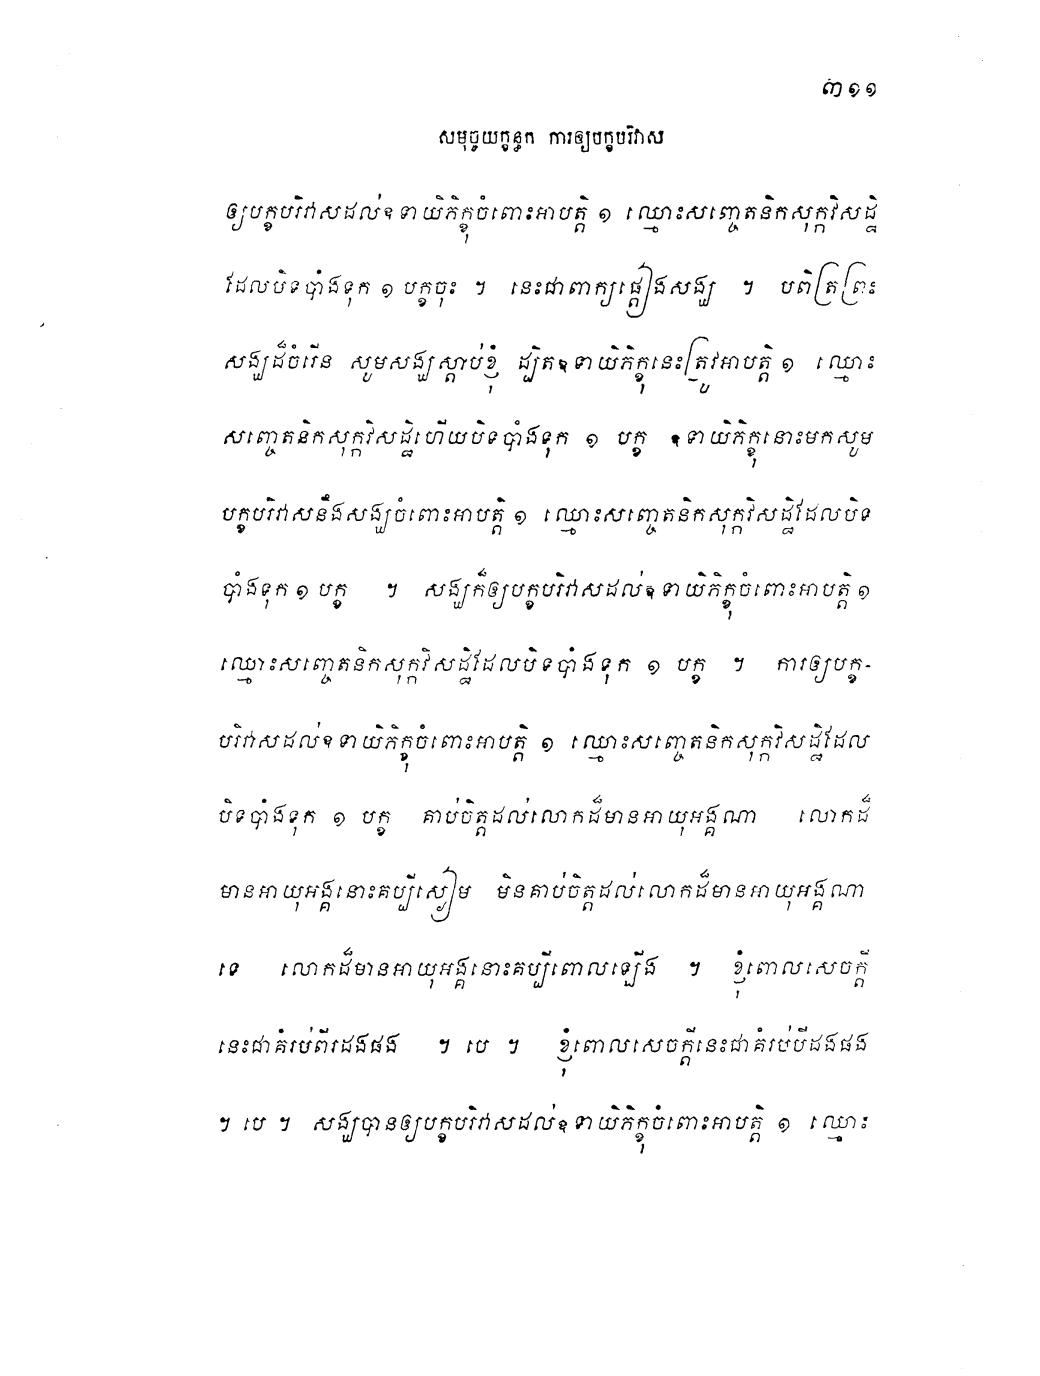 ៣១១
សមុច្ចយក្ខន្ធក ការឲ្យបក្ខបរិវាស
ឲ្យបក្ខបរិវាសដល់ឧទាយិភិក្ខុចំពោះអាបត្តិ ១ ឈ្មោះសញ្ចេតនិកសុក្កវិសដ្ឋិ
ដែលបិទបាំងទុក ១ បក្ខចុះ ។ នេះជាពាក្យផ្តៀងសង្ឃ ។ បពិត្រព្រះ
សង្ឃដ៏ចំរើន សូមសង្ឃស្តាប់ខ្ញុំ ដ្បិតឧទាយិភិក្ខុនេះត្រូវអាបត្តិ ១ ឈ្មោះ
សញ្ចេតនិកសុក្កវិសដ្ឋិហើយបិទបាំងទុក ១ បក្ខ ឧទាយិភិក្ខុនោះមកសូម
បក្ខបរិវាសនឹងសង្ឃចំពោះអាបត្តិ ១ ឈ្មោះសញ្ចេតនិកសុក្កវិសដ្ឋិដែលបិទ
បាំងទុក ១ បក្ខ ។ សង្ឃក៏ឲ្យបក្ខបរិវាសដល់ឧទាយិភិក្ខុចំពោះអាបត្តិ ១
ឈ្មោះសញ្ចេតនិកសុក្កវិសដ្ឋិដែលបិទបាំងទុក ១ បក្ខ ។ ការឲ្យបក្ខ-
បរិវាសដល់ឧទាយិភិក្ខុចំពោះអាបត្តិ ១ ឈ្មោះសញ្ចេតនិកសុក្កវិសដ្ឋិដែល
បិទបាំងទុក ១ បក្ខ គាប់ចិត្តដល់លោកដ៏មានអាយុអង្គណា លោកដ៏
មានអាយុអង្គនោះគប្បីស្ងៀម មិនគាប់ចិត្តដល់លោកដ៏មានអាយុអង្គណា
ទេ លោកដ៏មានអាយុអង្គនោះគប្បីពោលឡើង ។ ខ្ញុំពោលសេចក្តី
នេះជាគំរប់ពីរដងផង ។ បេ ។ ខ្ញុំពោលសេចក្តីនេះជាគំរប់បីដងផង
។ បេ ។ សង្ឃបានឲ្យបក្ខបរិវាសដល់ឧទាយិភិក្ខុចំពោះអាបត្តិ ១ ឈ្មោះ